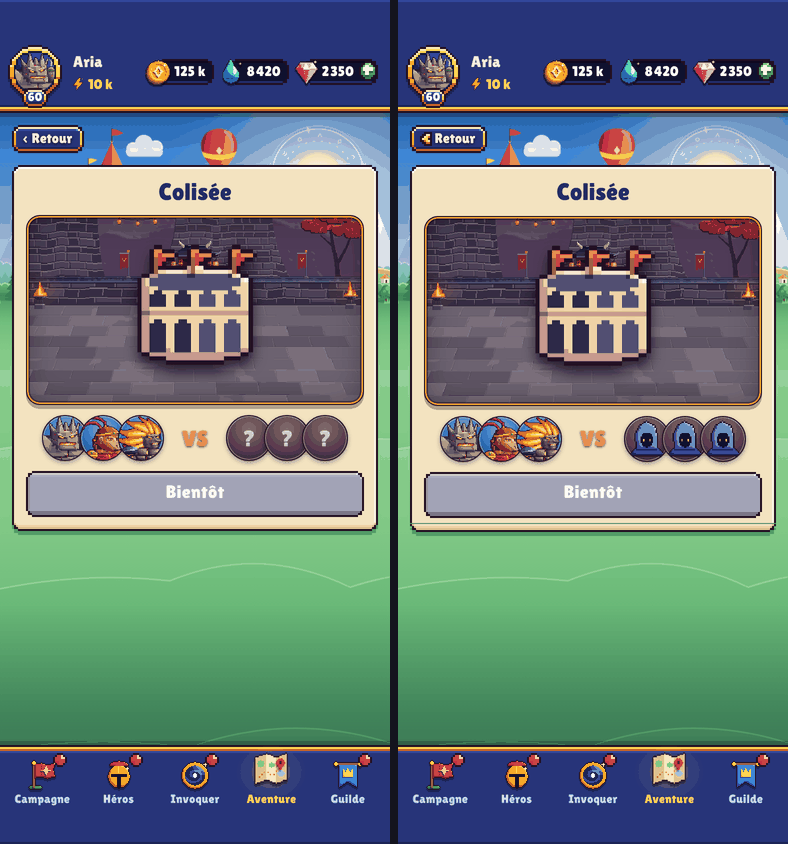 Aria
10 k
125 k
8420
2350
60
‹ Retour
Colisée
VS
? ? ?
Bientôt
Campagne
Héros
Invoquer
Aventure
Guilde
Aria
10 k
125 k
8420
2350
60
Retour
Colisée
VS
Bientôt
Campagne
Héros
Invoquer
Aventure
Guilde